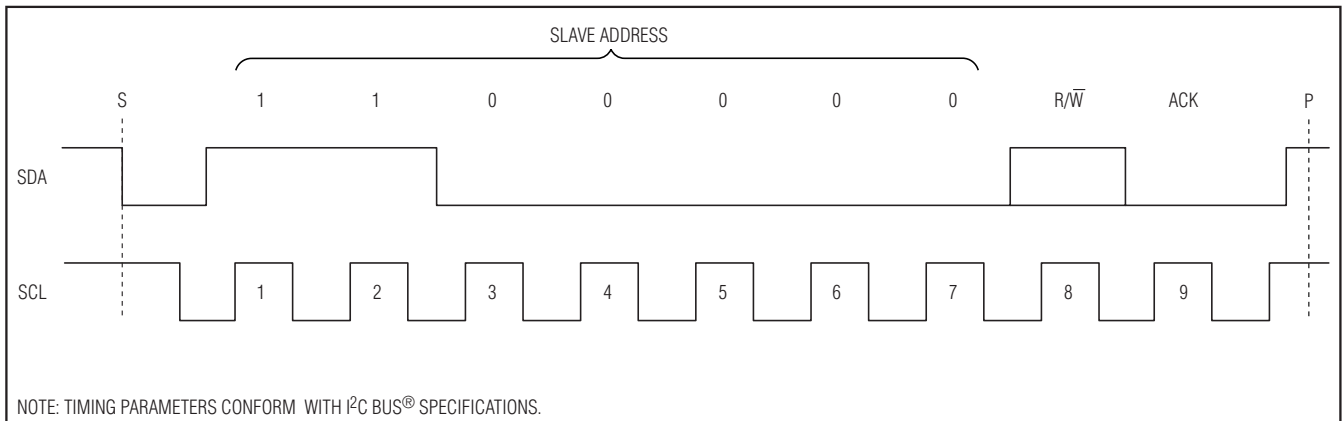 SLAVE ADDRESS
S 1 1 0 0 0 0 0 R/W̅ ACK P
SDA
SCL 1 2 3 4 5 6 7 8 9
NOTE: TIMING PARAMETERS CONFORM WITH I²C BUS® SPECIFICATIONS.